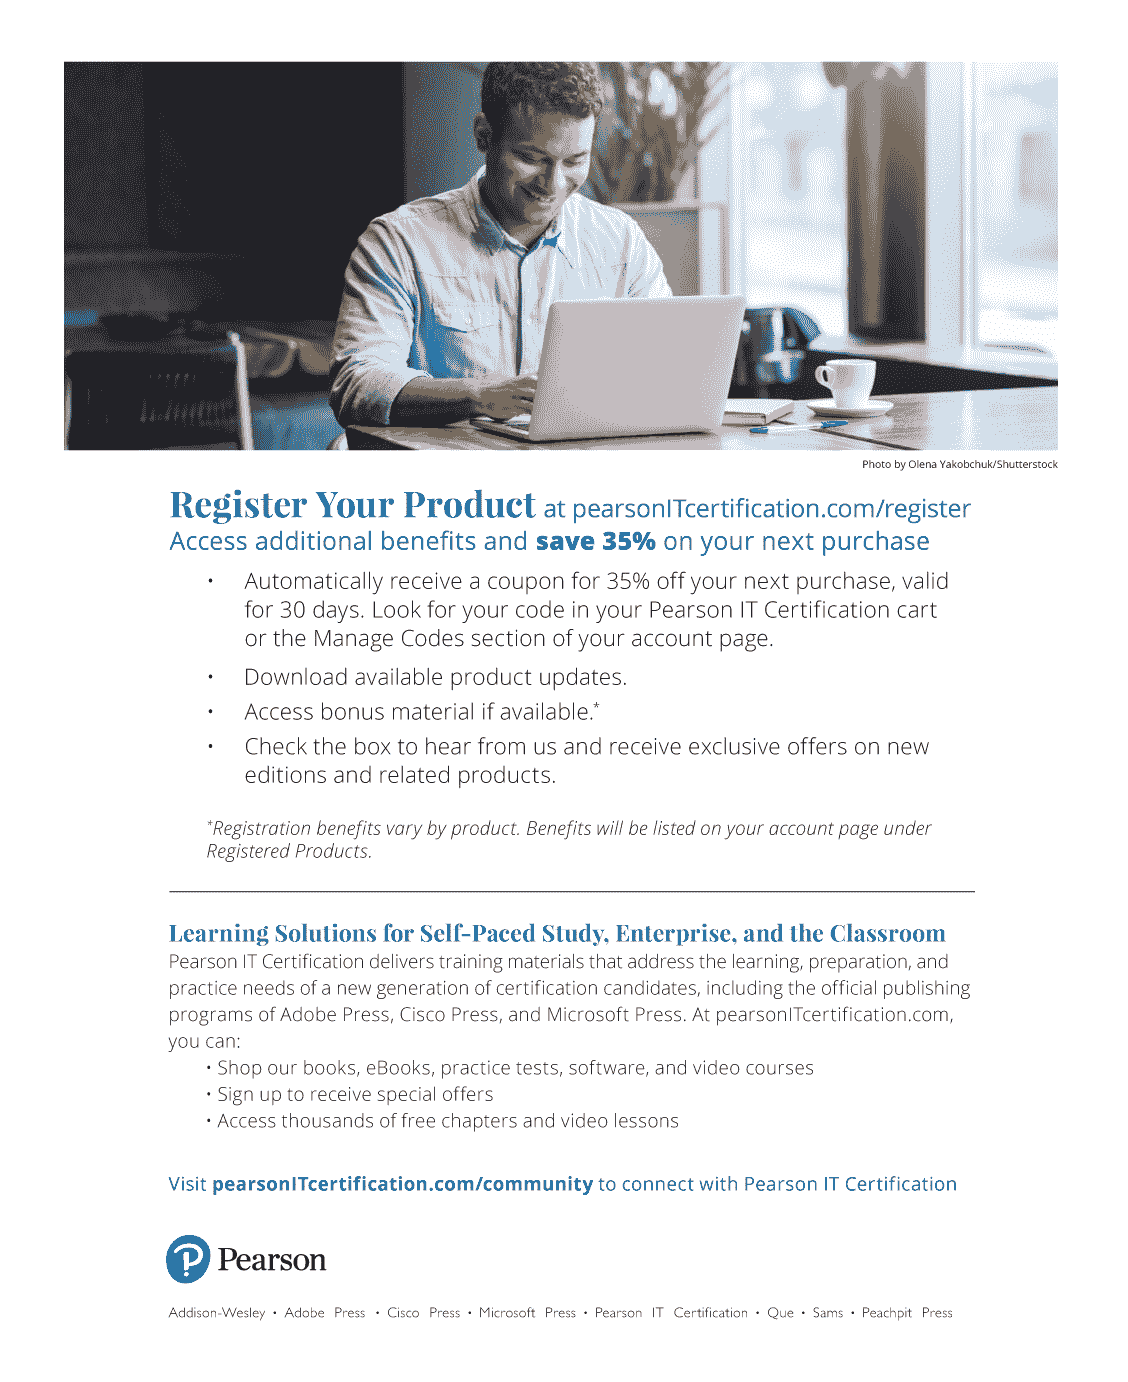 Photo by Olena Yakobchuk/Shutterstock
Register Your Product at pearsonITcertification.com/register
Access additional benefits and save 35% on your next purchase
• Automatically receive a coupon for 35% off your next purchase, valid
for 30 days. Look for your code in your Pearson IT Certification cart
or the Manage Codes section of your account page.
• Download available product updates.
• Access bonus material if available.*
• Check the box to hear from us and receive exclusive offers on new
editions and related products.
*Registration benefits vary by product. Benefits will be listed on your account page under
Registered Products.
Learning Solutions for Self-Paced Study, Enterprise, and the Classroom
Pearson IT Certification delivers training materials that address the learning, preparation, and
practice needs of a new generation of certification candidates, including the official publishing
programs of Adobe Press, Cisco Press, and Microsoft Press. At pearsonITcertification.com,
you can:
• Shop our books, eBooks, practice tests, software, and video courses
• Sign up to receive special offers
• Access thousands of free chapters and video lessons
Visit pearsonITcertification.com/community to connect with Pearson IT Certification
Pearson
Addison-Wesley • Adobe Press • Cisco Press • Microsoft Press • Pearson IT Certification • Que • Sams • Peachpit Press